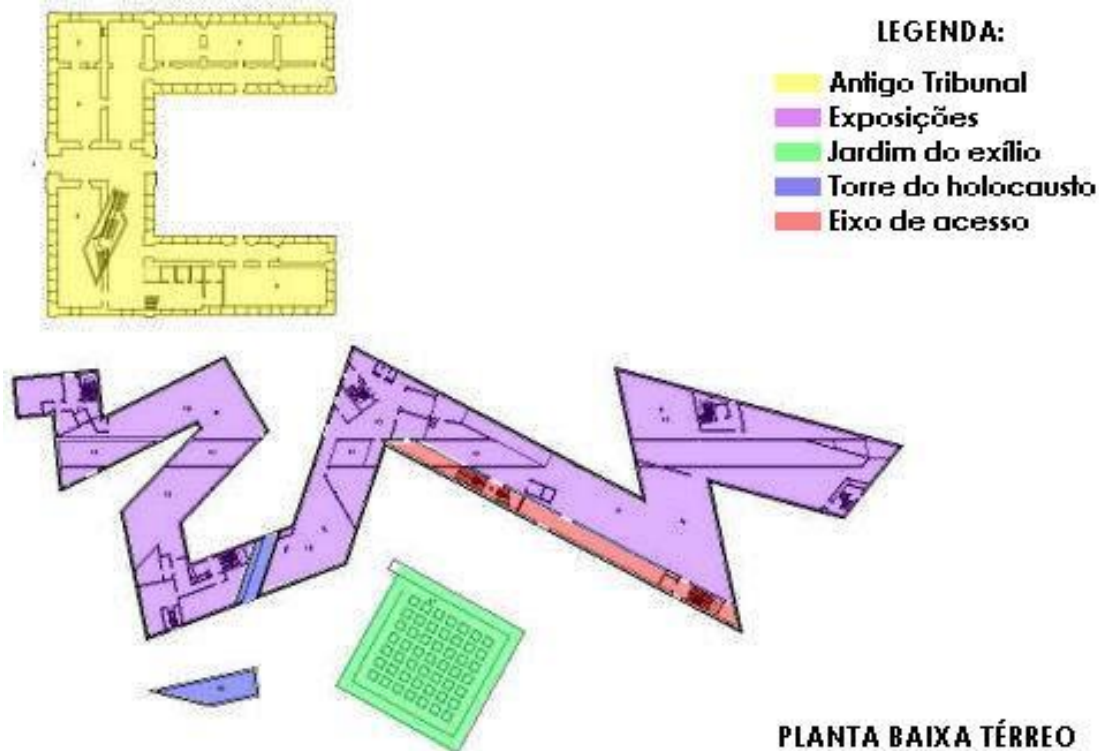 LEGENDA:
Antigo Tribunal
Exposições
Jardim do exílio
Torre do holocausto
Eixo de acesso
PLANTA BAIXA TÉRREO